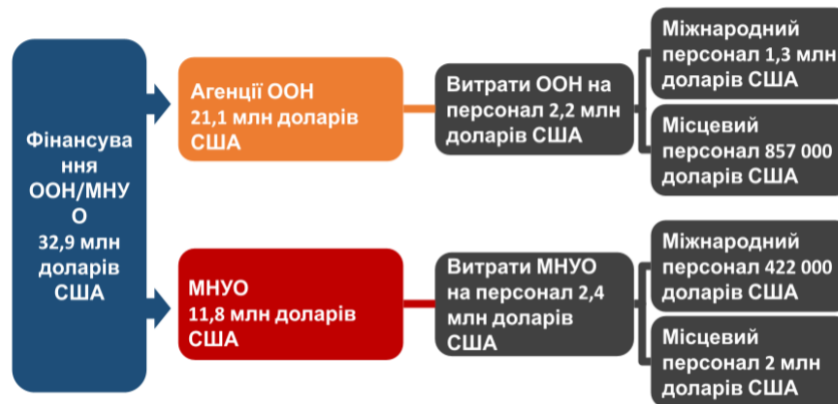 Фінансува
ння
ООН/МНУ
О
32,9 млн
доларів
США
Агенції ООН
21,1 млн доларів
США
Витрати ООН на
персонал 2,2 млн
доларів США
Міжнародний
персонал 1,3 млн
доларів США
Місцевий
персонал 857 000
доларів США
МНУО
11,8 млн доларів
США
Витрати МНУО
на персонал 2,4
млн доларів
США
Міжнародний
персонал 422 000
доларів США
Місцевий
персонал 2 млн
доларів США